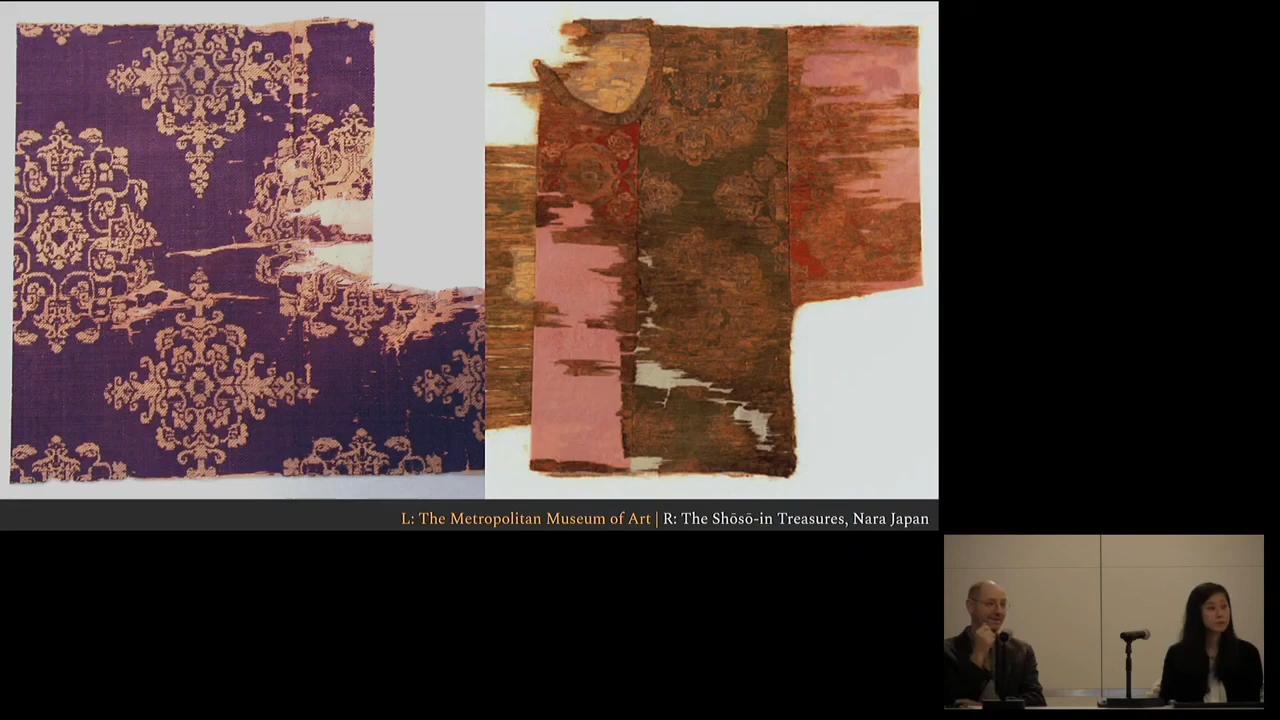 L: The Metropolitan Museum of Art | R: The Shōsō-in Treasures, Nara Japan